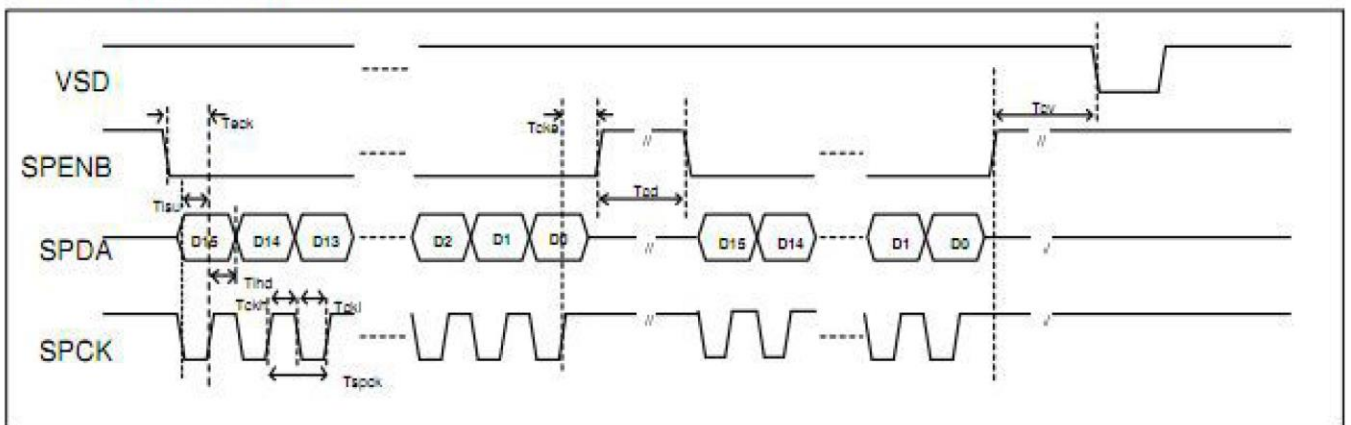 VSD
Tcv
Teck
Tcke
SPENB
Tcd
Tisu
SPDA
D15
D14
D13
D2
D1
D0
D15
D14
D1
D0
Tihd
Tckh
Tckl
SPCK
Tspck